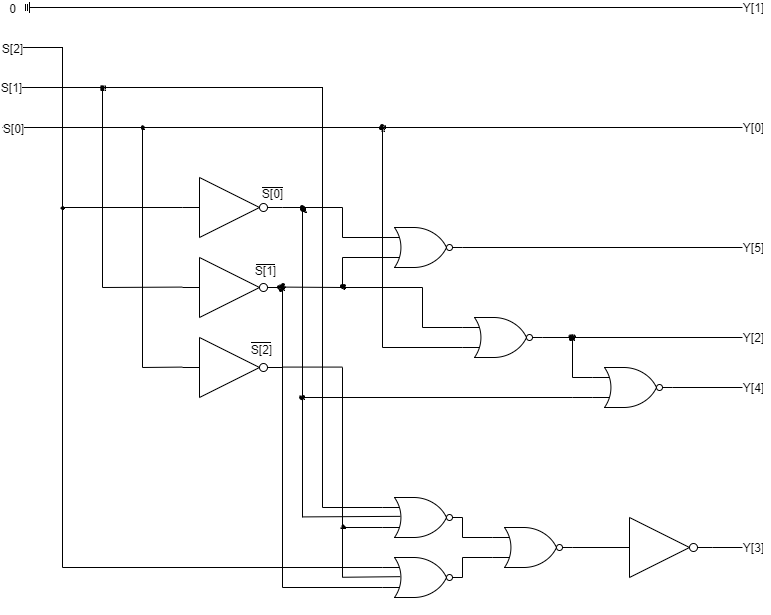 0 Y[1]
S[2]
S[1]
S[0] Y[0]
S̅[̅0̅]̅
Y[5]
S̅[̅1̅]̅
Y[2]
S̅[̅2̅]̅
Y[4]
Y[3]